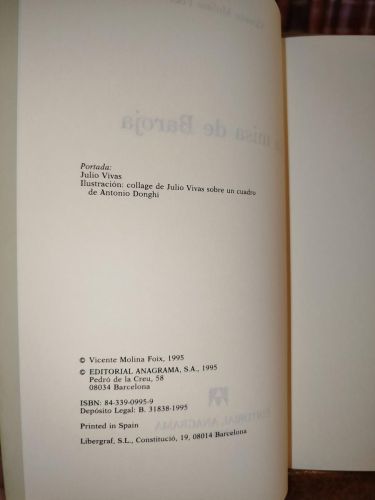 Portada:
Julio Vivas
Ilustración: collage de Julio Vivas sobre un cuadro
de Antonio Donghi
© Vicente Molina Foix, 1995
© EDITORIAL ANAGRAMA, S.A., 1995
Pedró de la Creu, 58
08034 Barcelona
ISBN: 84-339-0995-9
Depósito Legal: B. 31838-1995
Printed in Spain
Libergraf, S.L., Constitució, 19, 08014 Barcelona